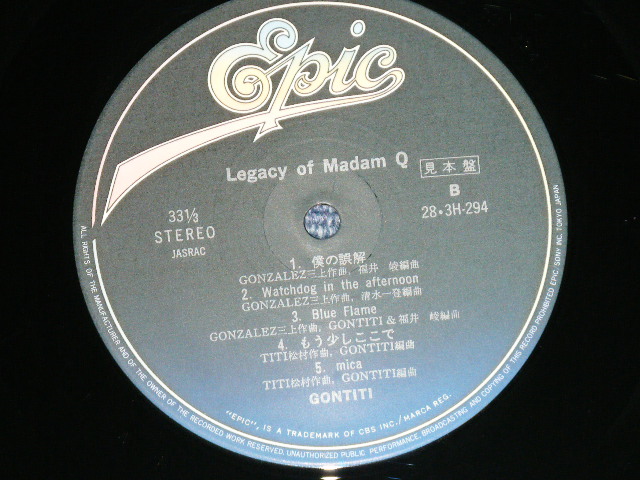 Epic
Legacy of Madam Q
見本盤
B
28・3H-294
33⅓
STEREO
JASRAC
1. 僕の誤解
GONZALEZ三上作曲, 福井 崚編曲
2. Watchdog in the afternoon
GONZALEZ三上作曲, 清水一登編曲
3. Blue Flame
GONZALEZ三上作曲, GONTITI & 福井 崚編曲
4. もう少しここで
TITI松村作曲, GONTITI編曲
5. mica
TITI松村作曲, GONTITI編曲
GONTITI
"EPIC", IS A TRADEMARK OF CBS INC./MARCA REG.
ALL RIGHTS OF THE MANUFACTURER AND OF THE OWNER OF THE RECORDED WORK RESERVED. UNAUTHORIZED PUBLIC PERFORMANCE, BROADCASTING AND COPYING OF THIS RECORD PROHIBITED EPIC/SONY INC. TOKYO JAPAN